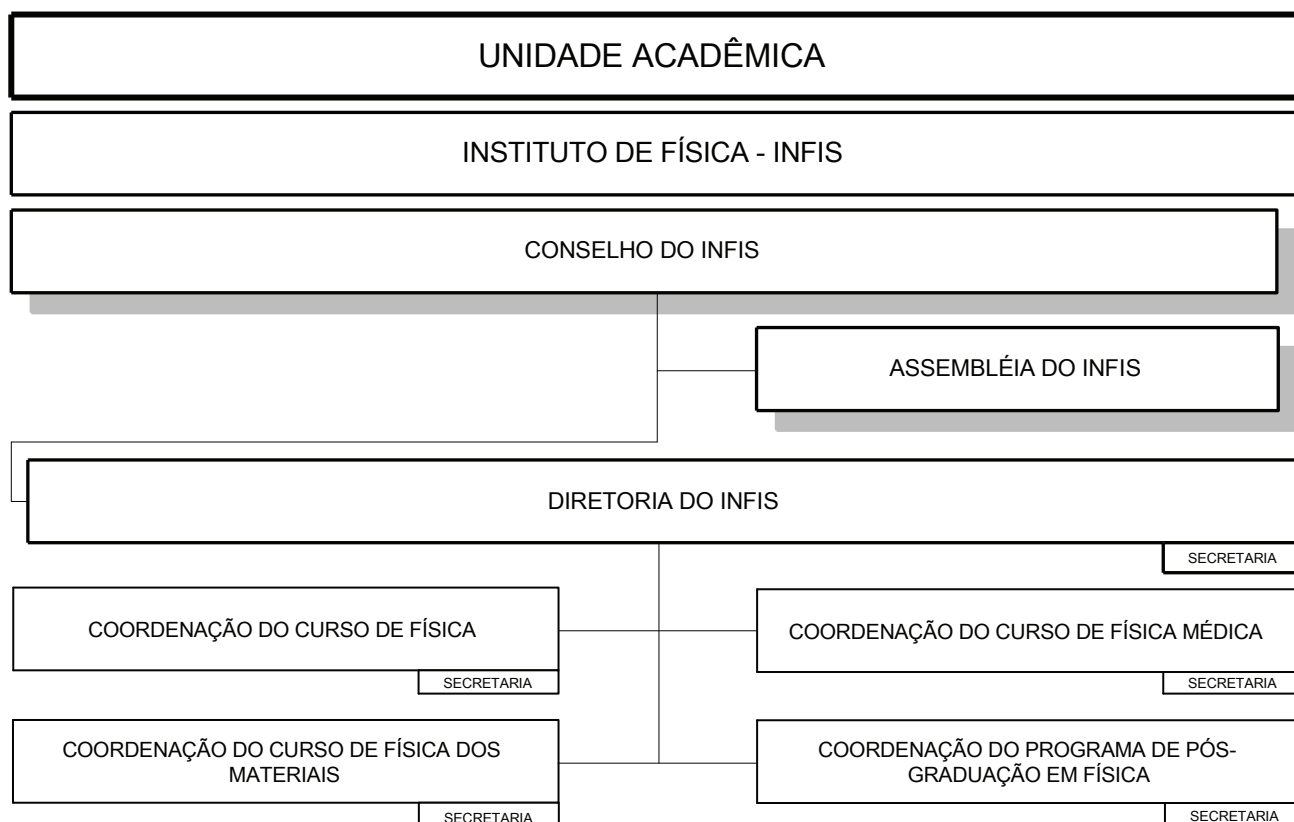 UNIDADE ACADÊMICA
INSTITUTO DE FÍSICA - INFIS
CONSELHO DO INFIS
ASSEMBLÉIA DO INFIS
DIRETORIA DO INFIS
SECRETARIA
COORDENAÇÃO DO CURSO DE FÍSICA
SECRETARIA
COORDENAÇÃO DO CURSO DE FÍSICA MÉDICA
SECRETARIA
COORDENAÇÃO DO CURSO DE FÍSICA DOS
MATERIAIS
SECRETARIA
COORDENAÇÃO DO PROGRAMA DE PÓS-
GRADUAÇÃO EM FÍSICA
SECRETARIA